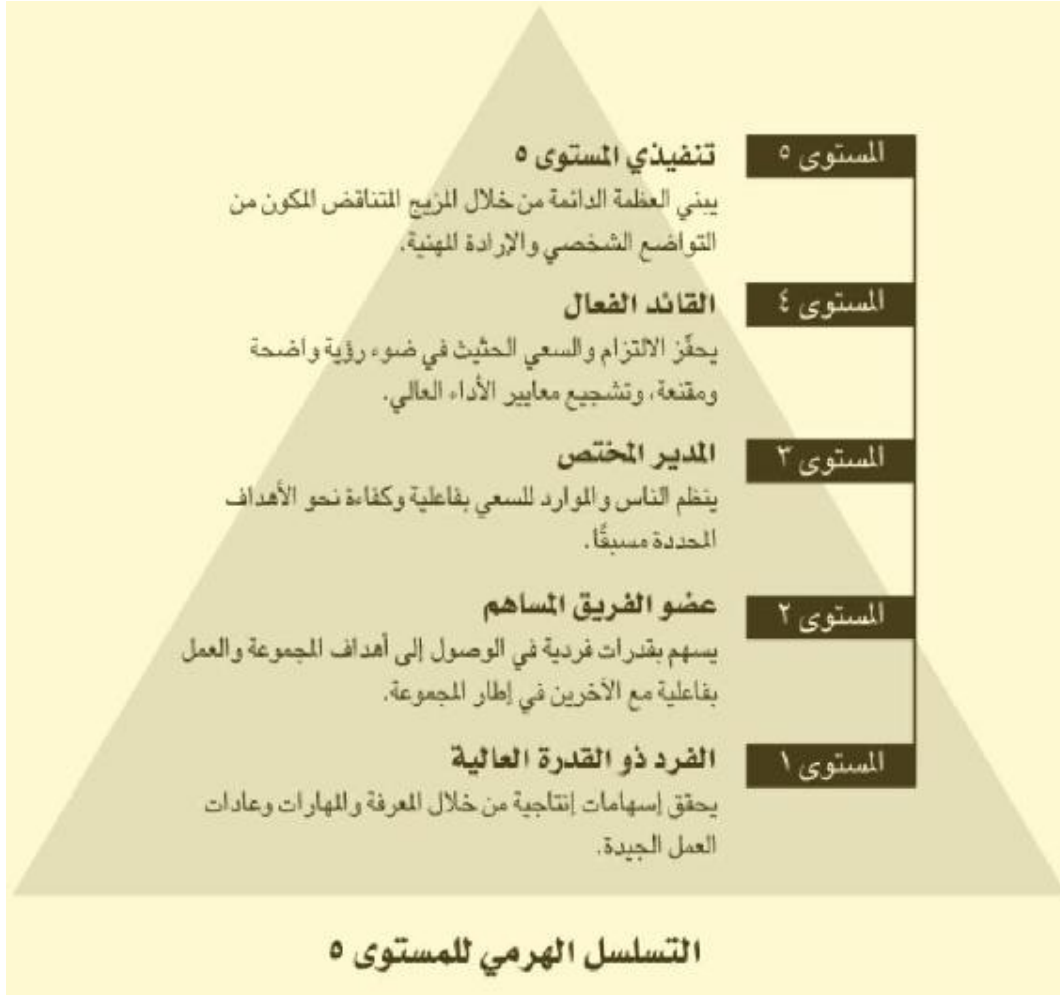 المستوى ٥
تنفيذي المستوى ٥
يبني العظمة الدائمة من خلال المزيج المتناقض المكون من
التواضع الشخصي والإرادة المهنية.
المستوى ٤
القائد الفعال
يحفِّز الالتزام والسعي الحثيث في ضوء رؤية واضحة
ومقنعة، وتشجيع معايير الأداء العالي.
المستوى ٣
المدير المختص
ينظم الناس والموارد للسعي بفاعلية وكفاءة نحو الأهداف
المحددة مسبقًا.
المستوى ٢
عضو الفريق المساهم
يسهم بقدرات فردية في الوصول إلى أهداف المجموعة والعمل
بفاعلية مع الآخرين في إطار المجموعة.
المستوى ١
الفرد ذو القدرة العالية
يحقق إسهامات إنتاجية من خلال المعرفة والمهارات وعادات
العمل الجيدة.
التسلسل الهرمي للمستوى ٥